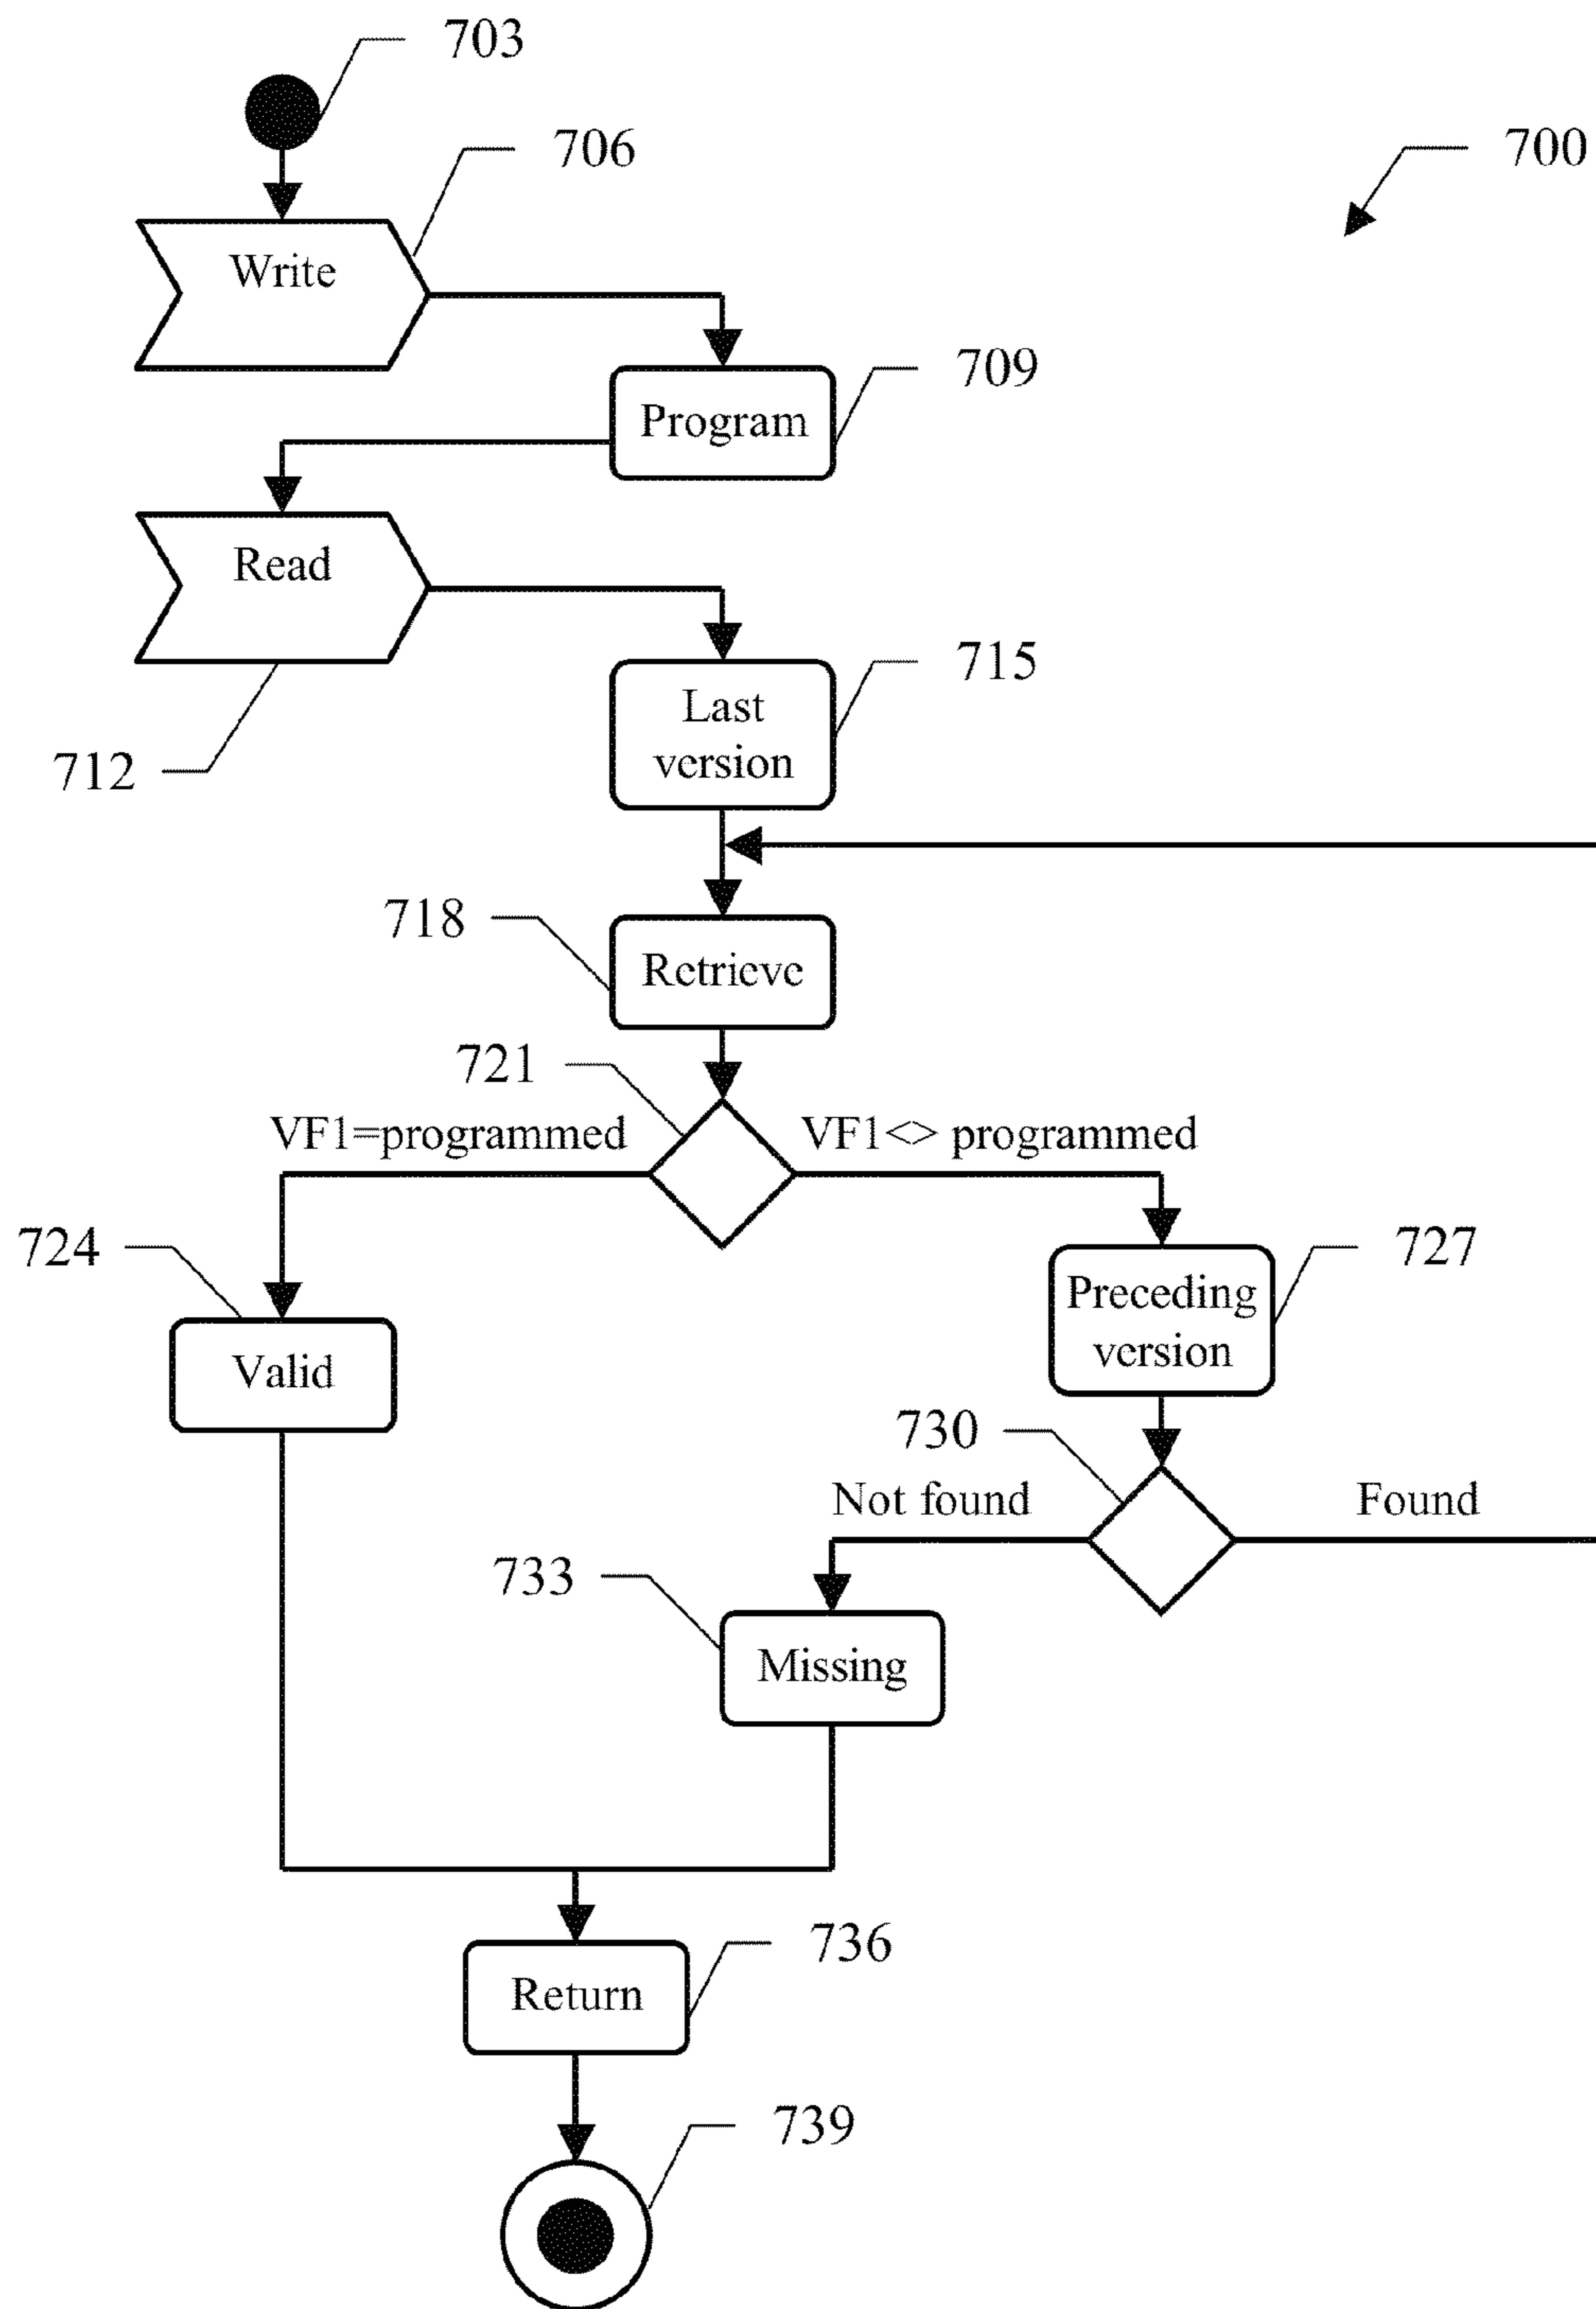 703
706
700
Write
709
Program
Read
715
Last
version
712
718
Retrieve
721
VF1=programmed
VF1<> programmed
724
727
Preceding
version
Valid
730
Not found
Found
733
Missing
736
Return
739